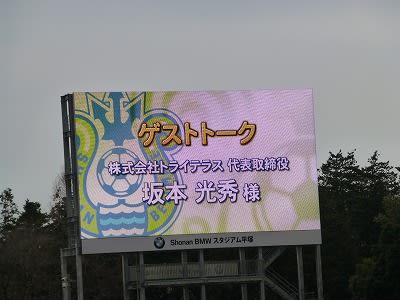 ゲストトーク
株式会社トライテラス 代表取締役
坂本 光秀 様
Shonan BMW スタジアム平塚